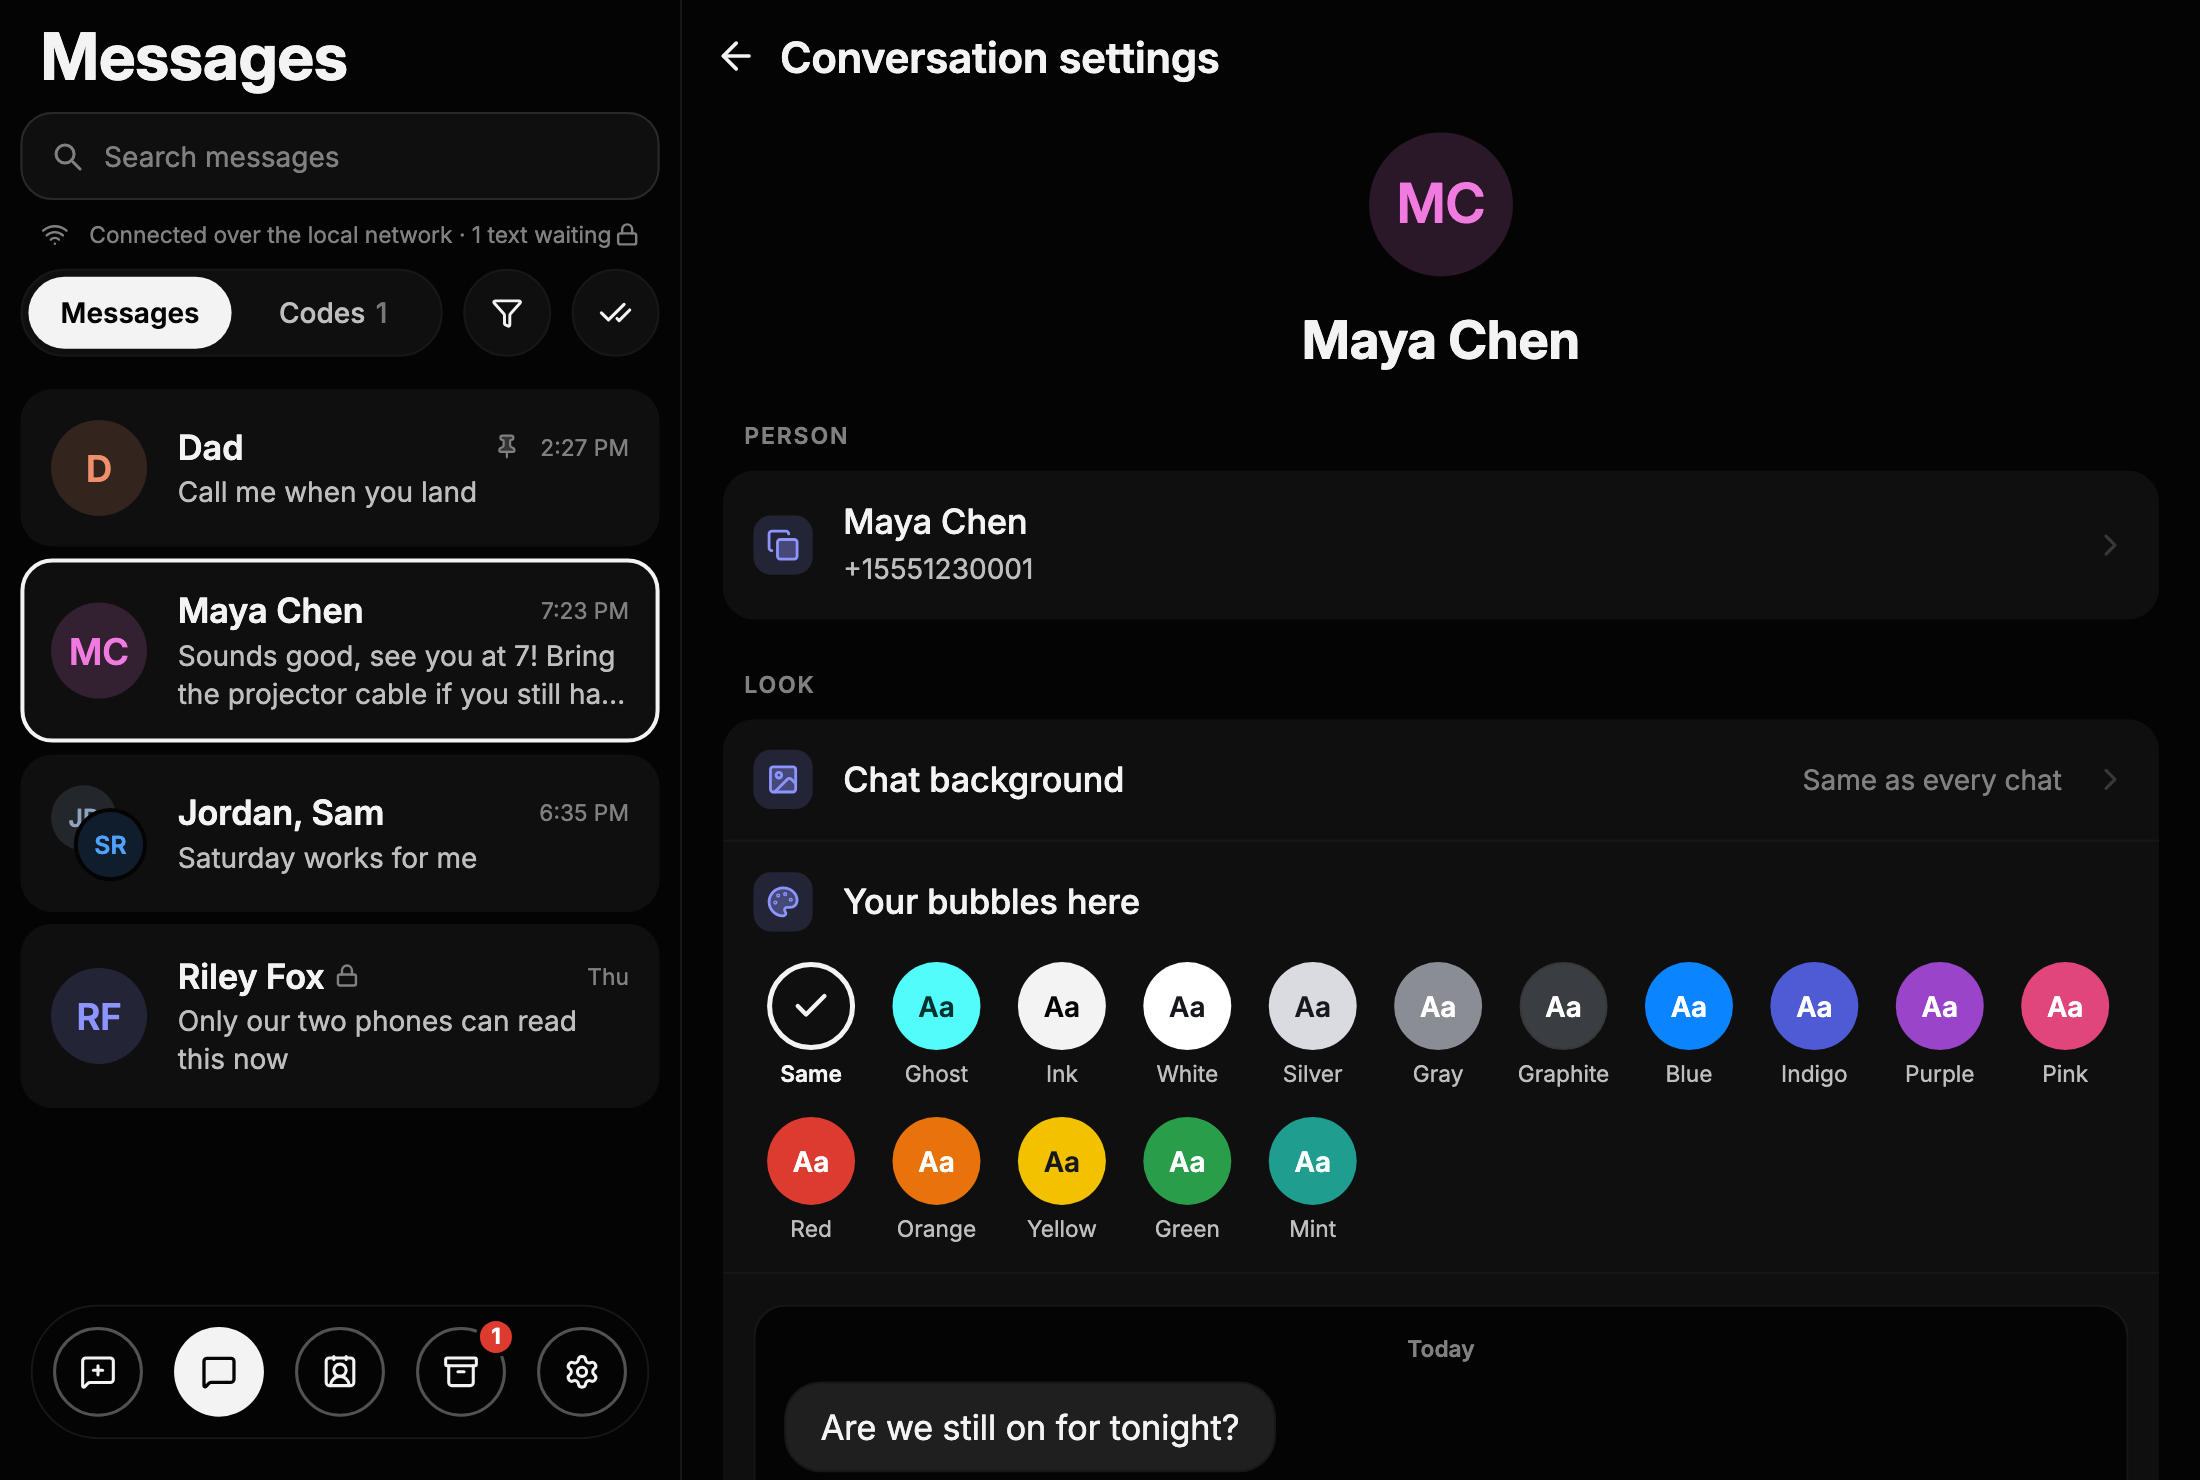 Messages
Search messages
Connected over the local network · 1 text waiting
Messages
Codes 1
D
Dad
2:27 PM
Call me when you land
MC
Maya Chen
7:23 PM
Sounds good, see you at 7! Bring
the projector cable if you still ha...
SR
Jordan, Sam
6:35 PM
Saturday works for me
RF
Riley Fox
Thu
Only our two phones can read
this now
1
Conversation settings
MC
Maya Chen
PERSON
Maya Chen
+15551230001
LOOK
Chat background
Same as every chat
Your bubbles here
Aa Aa Aa Aa Aa Aa Aa Aa Aa Aa
Same Ghost Ink White Silver Gray Graphite Blue Indigo Purple Pink
Aa Aa Aa Aa Aa
Red Orange Yellow Green Mint
Today
Are we still on for tonight?